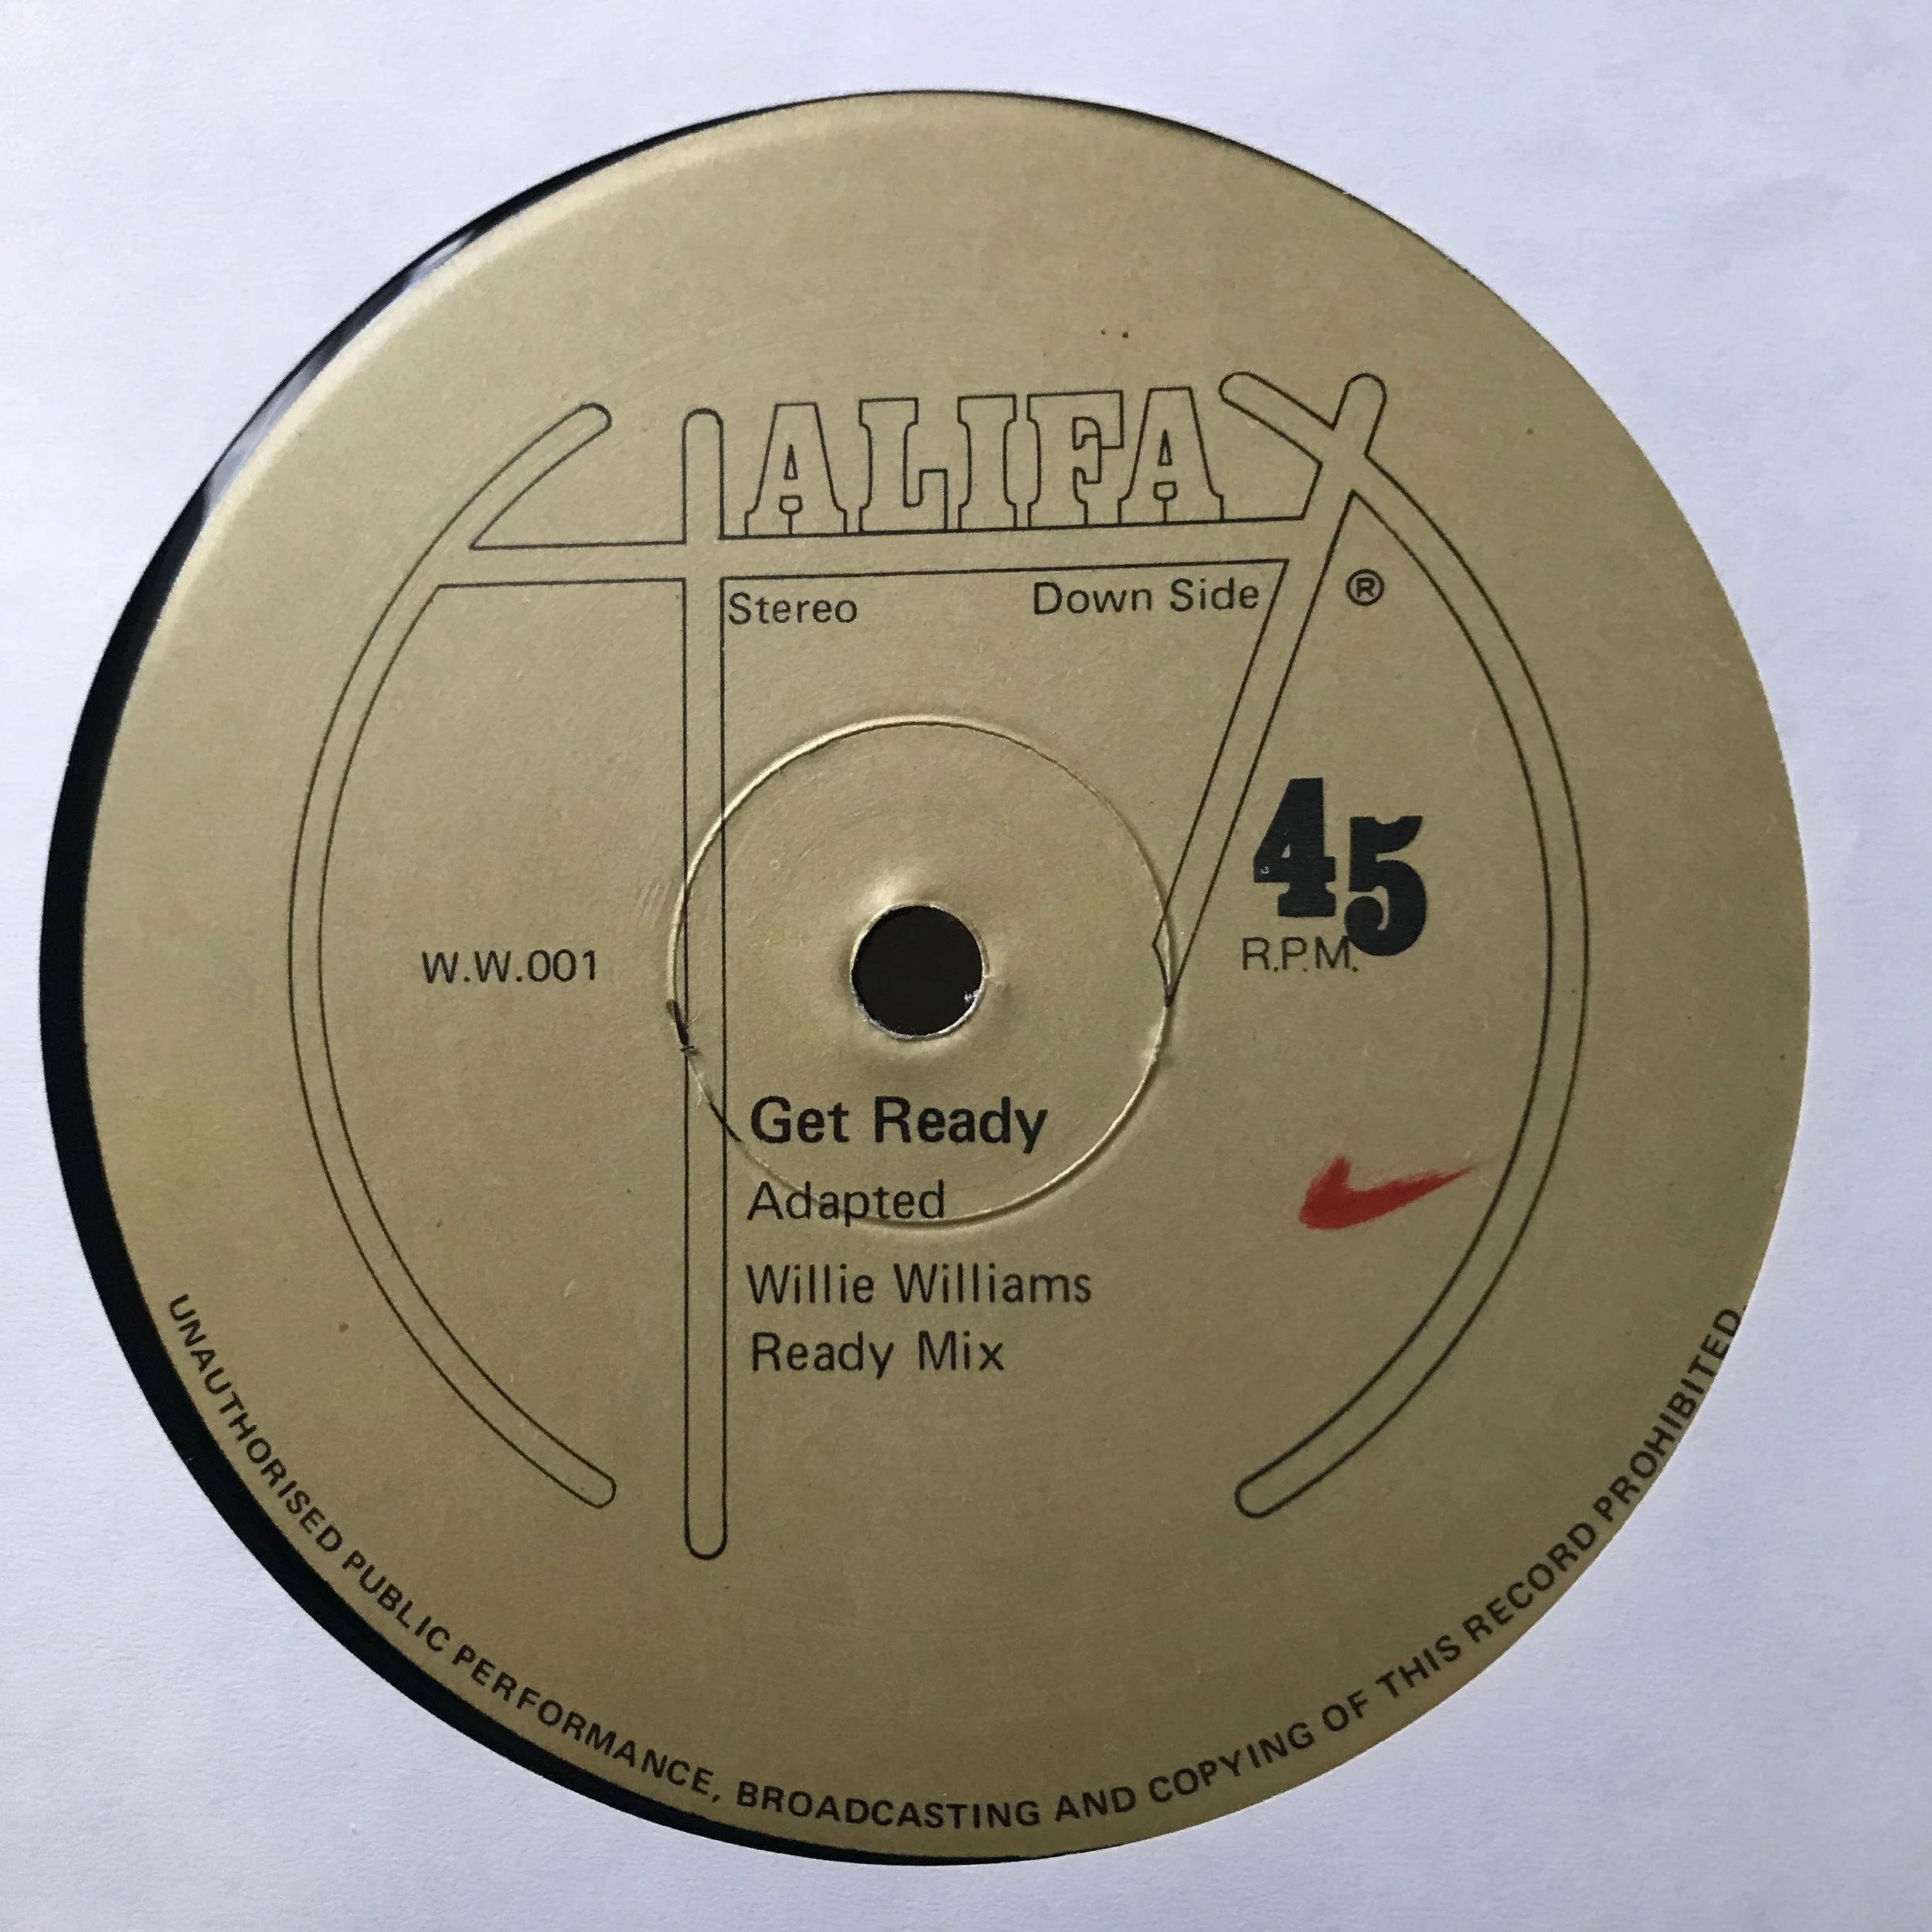 HALIFAX
Stereo
Down Side
®
45
R.P.M.
W.W.001
Get Ready
Adapted
Willie Williams
Ready Mix
UNAUTHORISED PUBLIC PERFORMANCE, BROADCASTING AND COPYING OF THIS RECORD PROHIBITED.